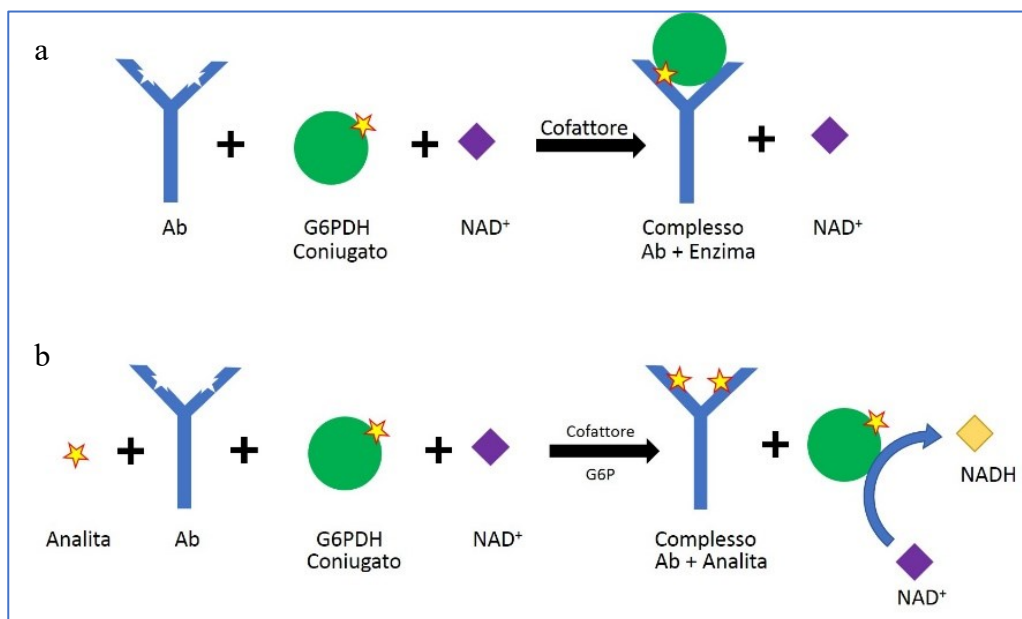 a
+ + Cofattore +
Ab G6PDH NAD⁺ Complesso NAD⁺
Coniugato Ab + Enzima
b
+ + + Cofattore +
G6P
NADH
Analita Ab G6PDH NAD⁺ Complesso
Coniugato Ab + Analita
NAD⁺